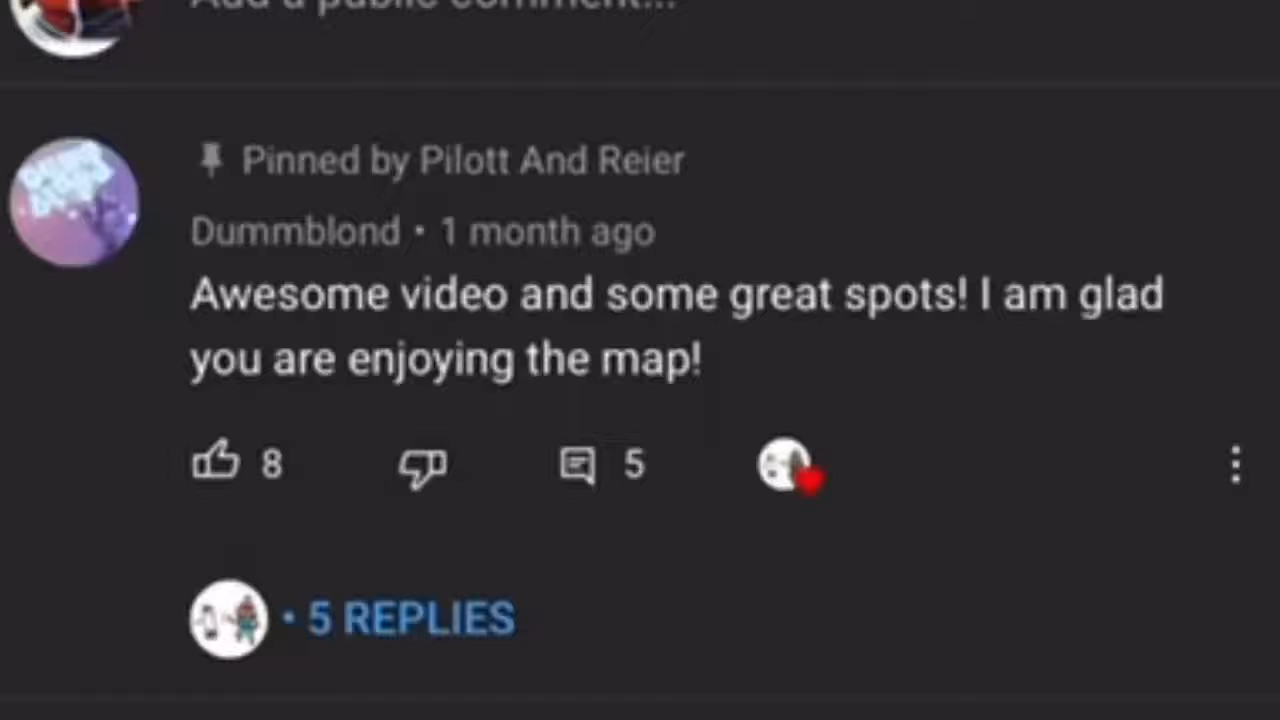 Add a public comment...
Pinned by Pilott And Reier
Dummblond • 1 month ago
Awesome video and some great spots! I am glad
you are enjoying the map!
8 5
• 5 REPLIES